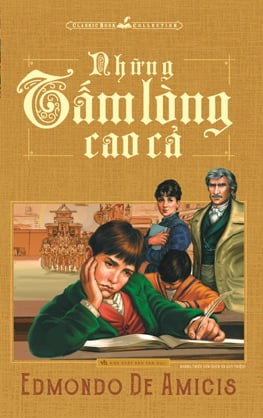 CLASSIC BOOK COLLECTION
Những
Tấm lòng
cao cả
EDMONDO DE AMICIS